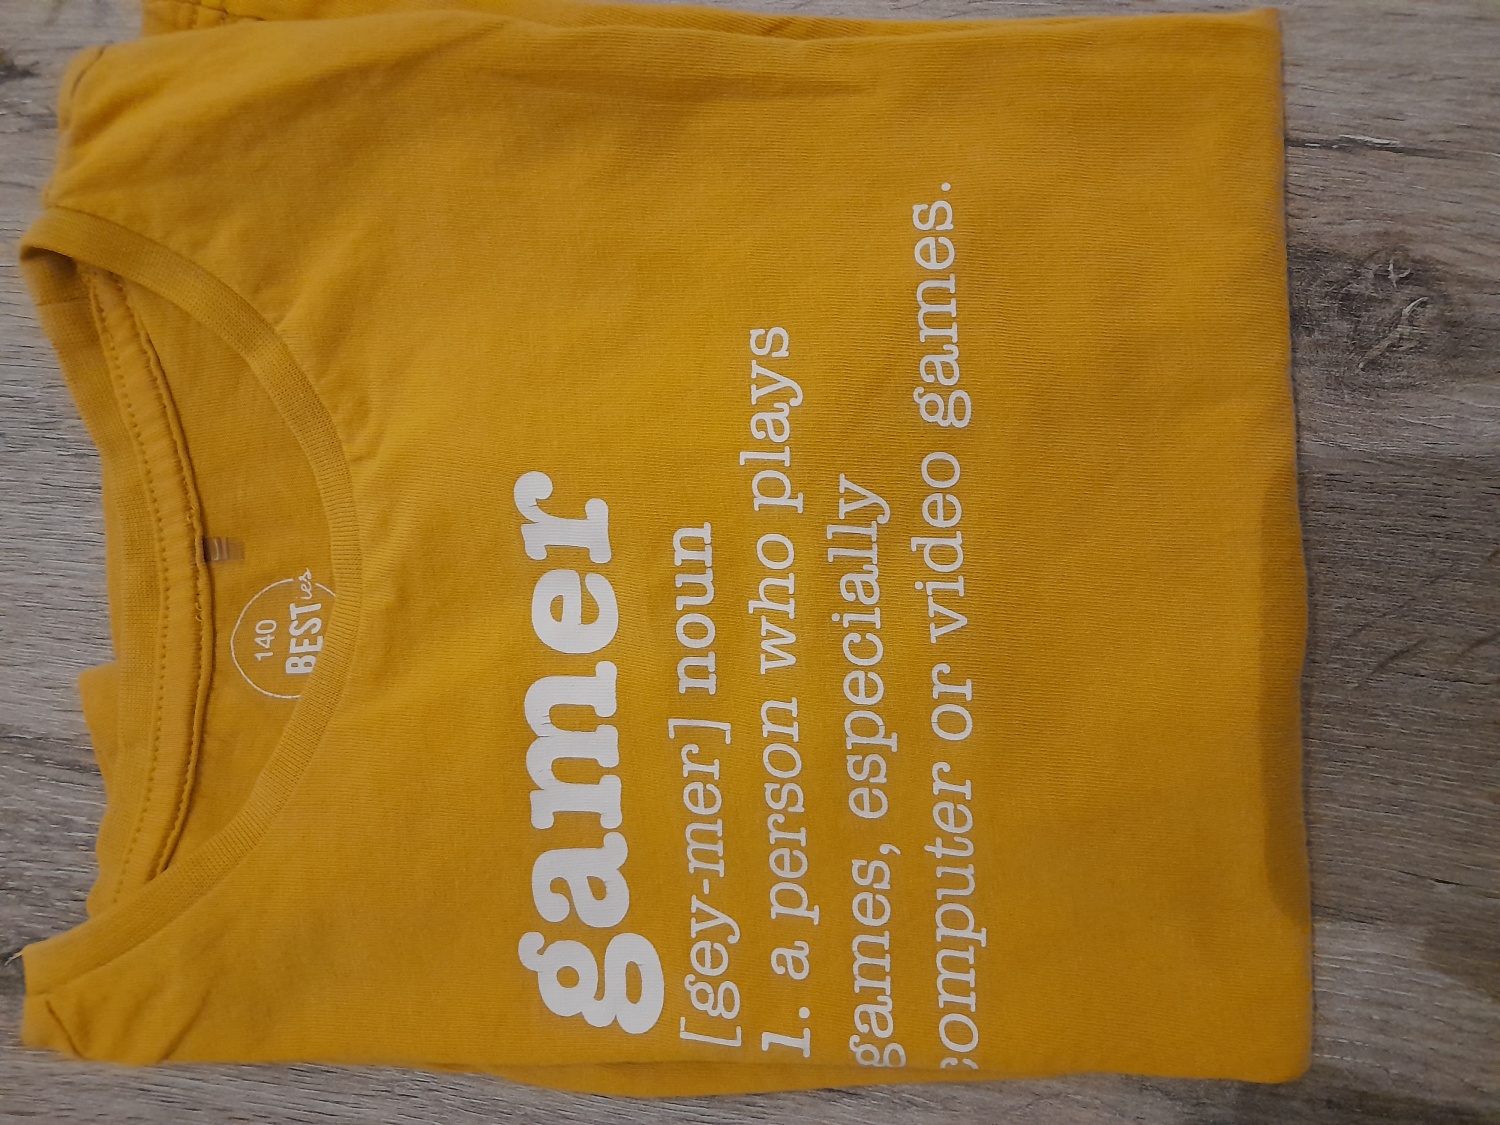 140
BESTies
gamer
[gey-mer] noun
1. a person who plays
games, especially
computer or video games.